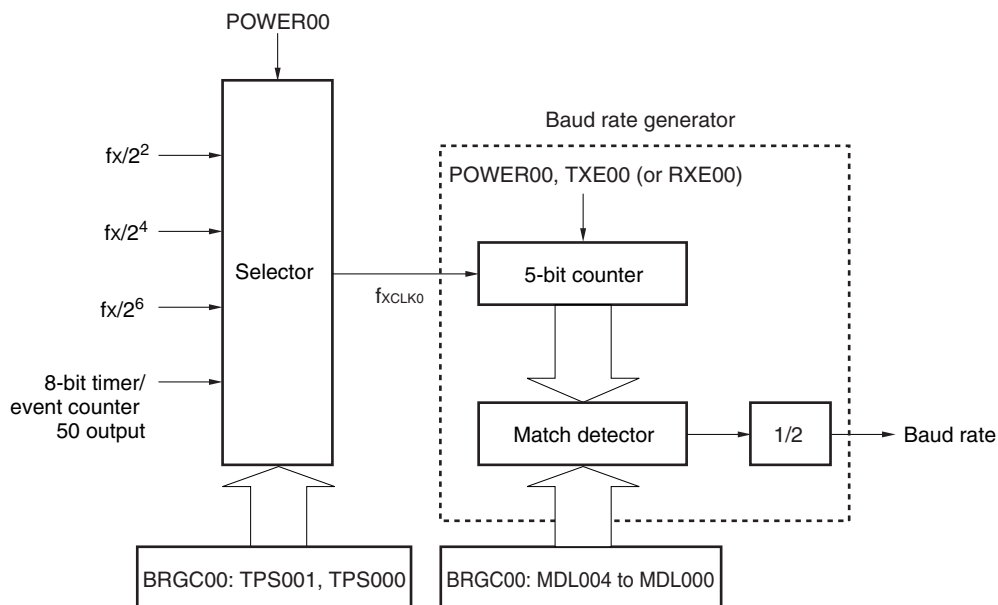 POWER00
Baud rate generator
fx/2²
POWER00, TXE00 (or RXE00)
fx/2⁴
Selector
5-bit counter
fXCLK0
fx/2⁶
8-bit timer/
event counter
50 output
Match detector
1/2
Baud rate
BRGC00: TPS001, TPS000
BRGC00: MDL004 to MDL000